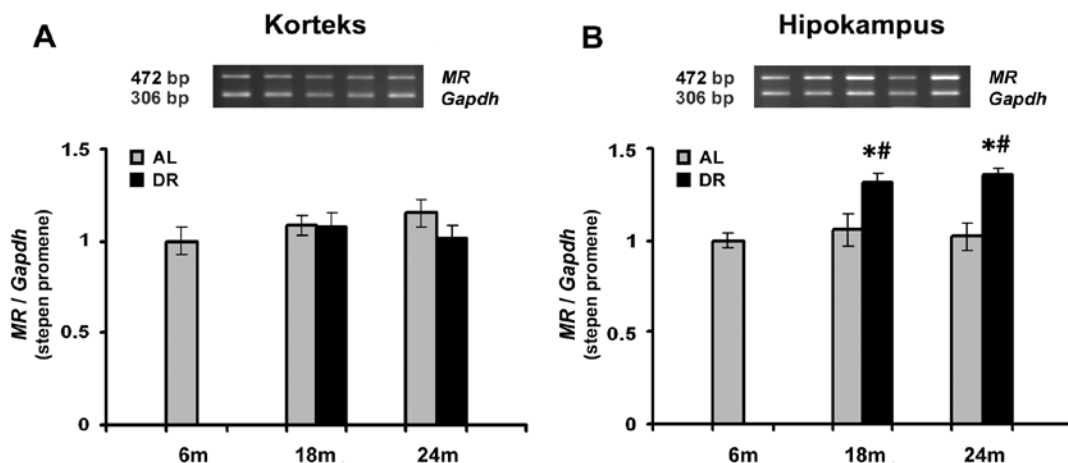 A
Korteks
472 bp
MR
306 bp
Gapdh
1.5
AL
DR
1
0.5
0
MR / Gapdh
(stepen promene)
6m
18m
24m
B
Hipokampus
472 bp
MR
306 bp
Gapdh
1.5
AL
DR
*#
*#
1
0.5
0
MR / Gapdh
(stepen promene)
6m
18m
24m